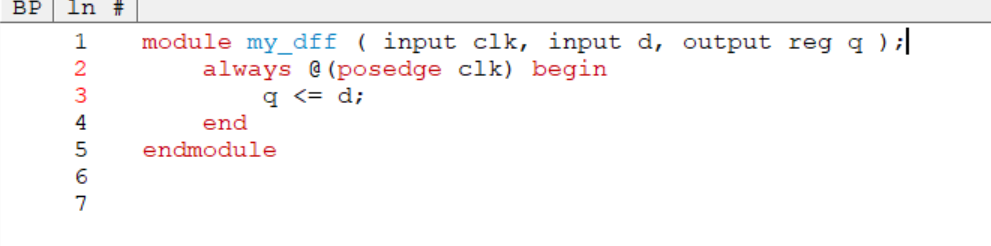 BP ln #
1 module my_dff ( input clk, input d, output reg q );
2 always @(posedge clk) begin
3 q <= d;
4 end
5 endmodule
6
7